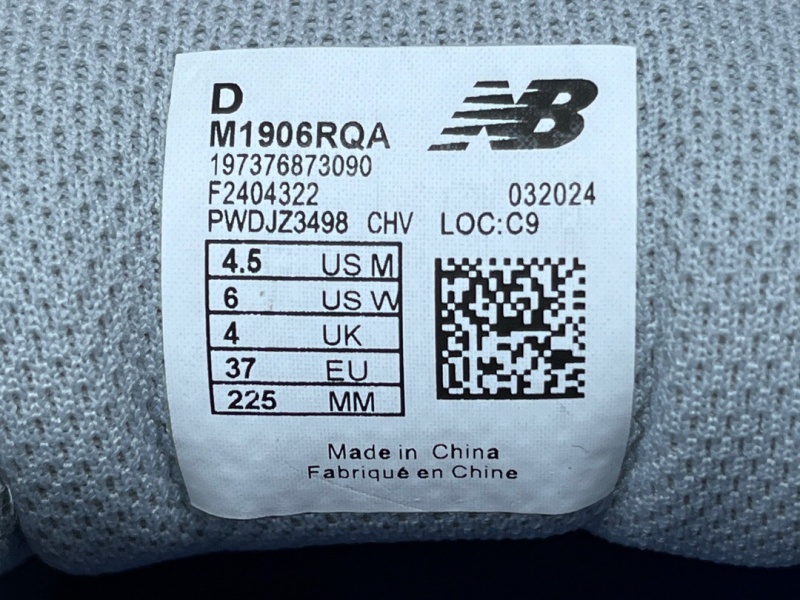 D
NB
M1906RQA
197376873090
F2404322 032024
PWDJZ3498 CHV LOC:C9
4.5 US M
6 US W
4 UK
37 EU
225 MM
Made in China
Fabriqué en Chine